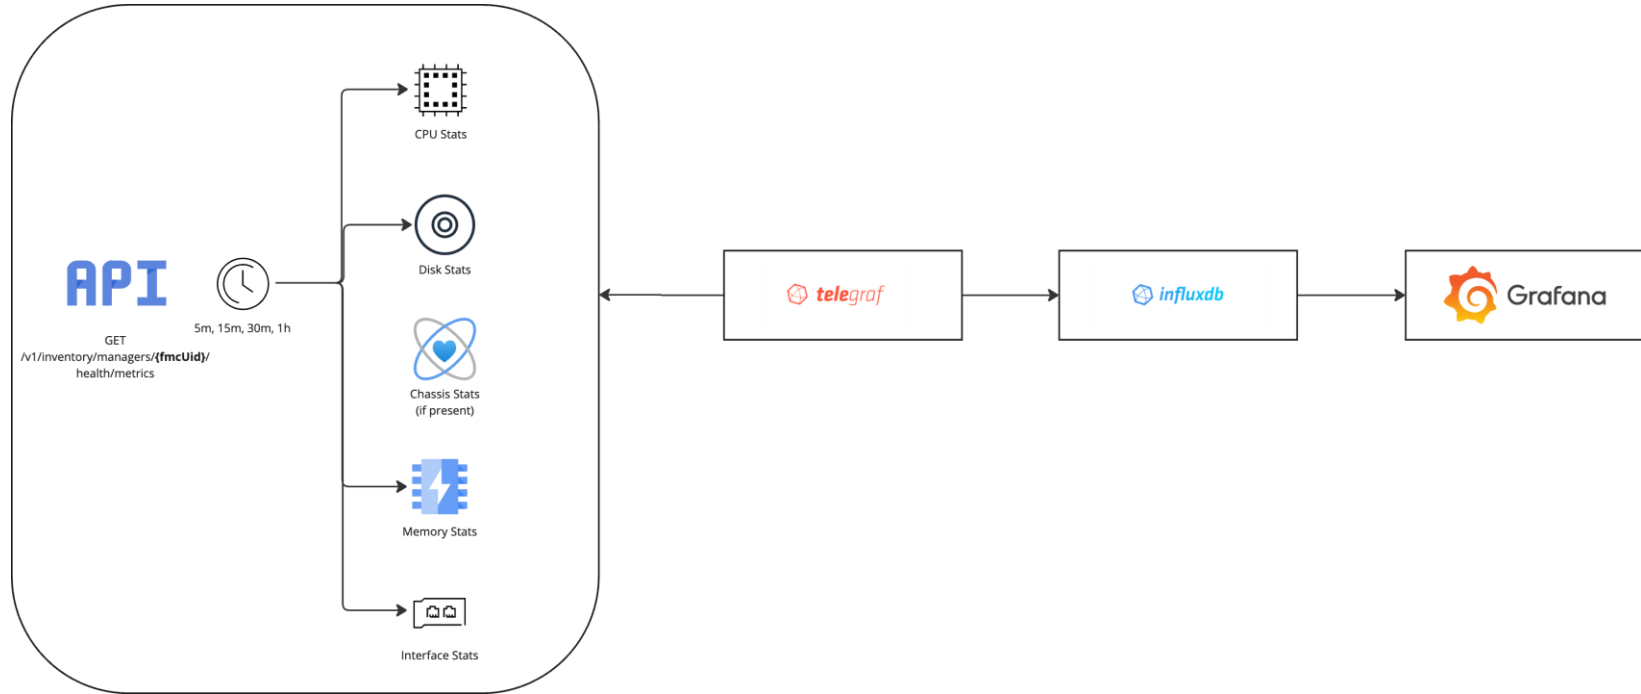 CPU Stats
Disk Stats
API
5m, 15m, 30m, 1h
GET
/v1/inventory/managers/{fmcUid}/
health/metrics
Chassis Stats
(if present)
Memory Stats
Interface Stats
telegraf
influxdb
Grafana